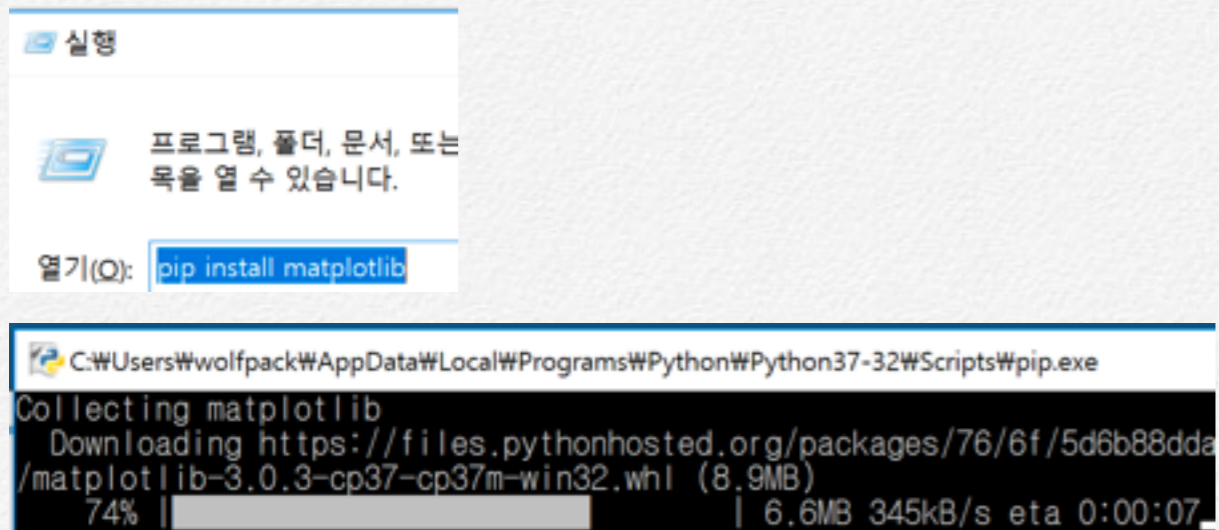 실행
프로그램, 폴더, 문서, 또는
목을 열 수 있습니다.
열기(O): pip install matplotlib
C:₩Users₩wolfpack₩AppData₩Local₩Programs₩Python₩Python37-32₩Scripts₩pip.exe
Collecting matplotlib
Downloading https://files.pythonhosted.org/packages/76/6f/5d6b88dda
/matplotlib-3.0.3-cp37-cp37m-win32.whl (8.9MB)
74% | | 6.6MB 345kB/s eta 0:00:07